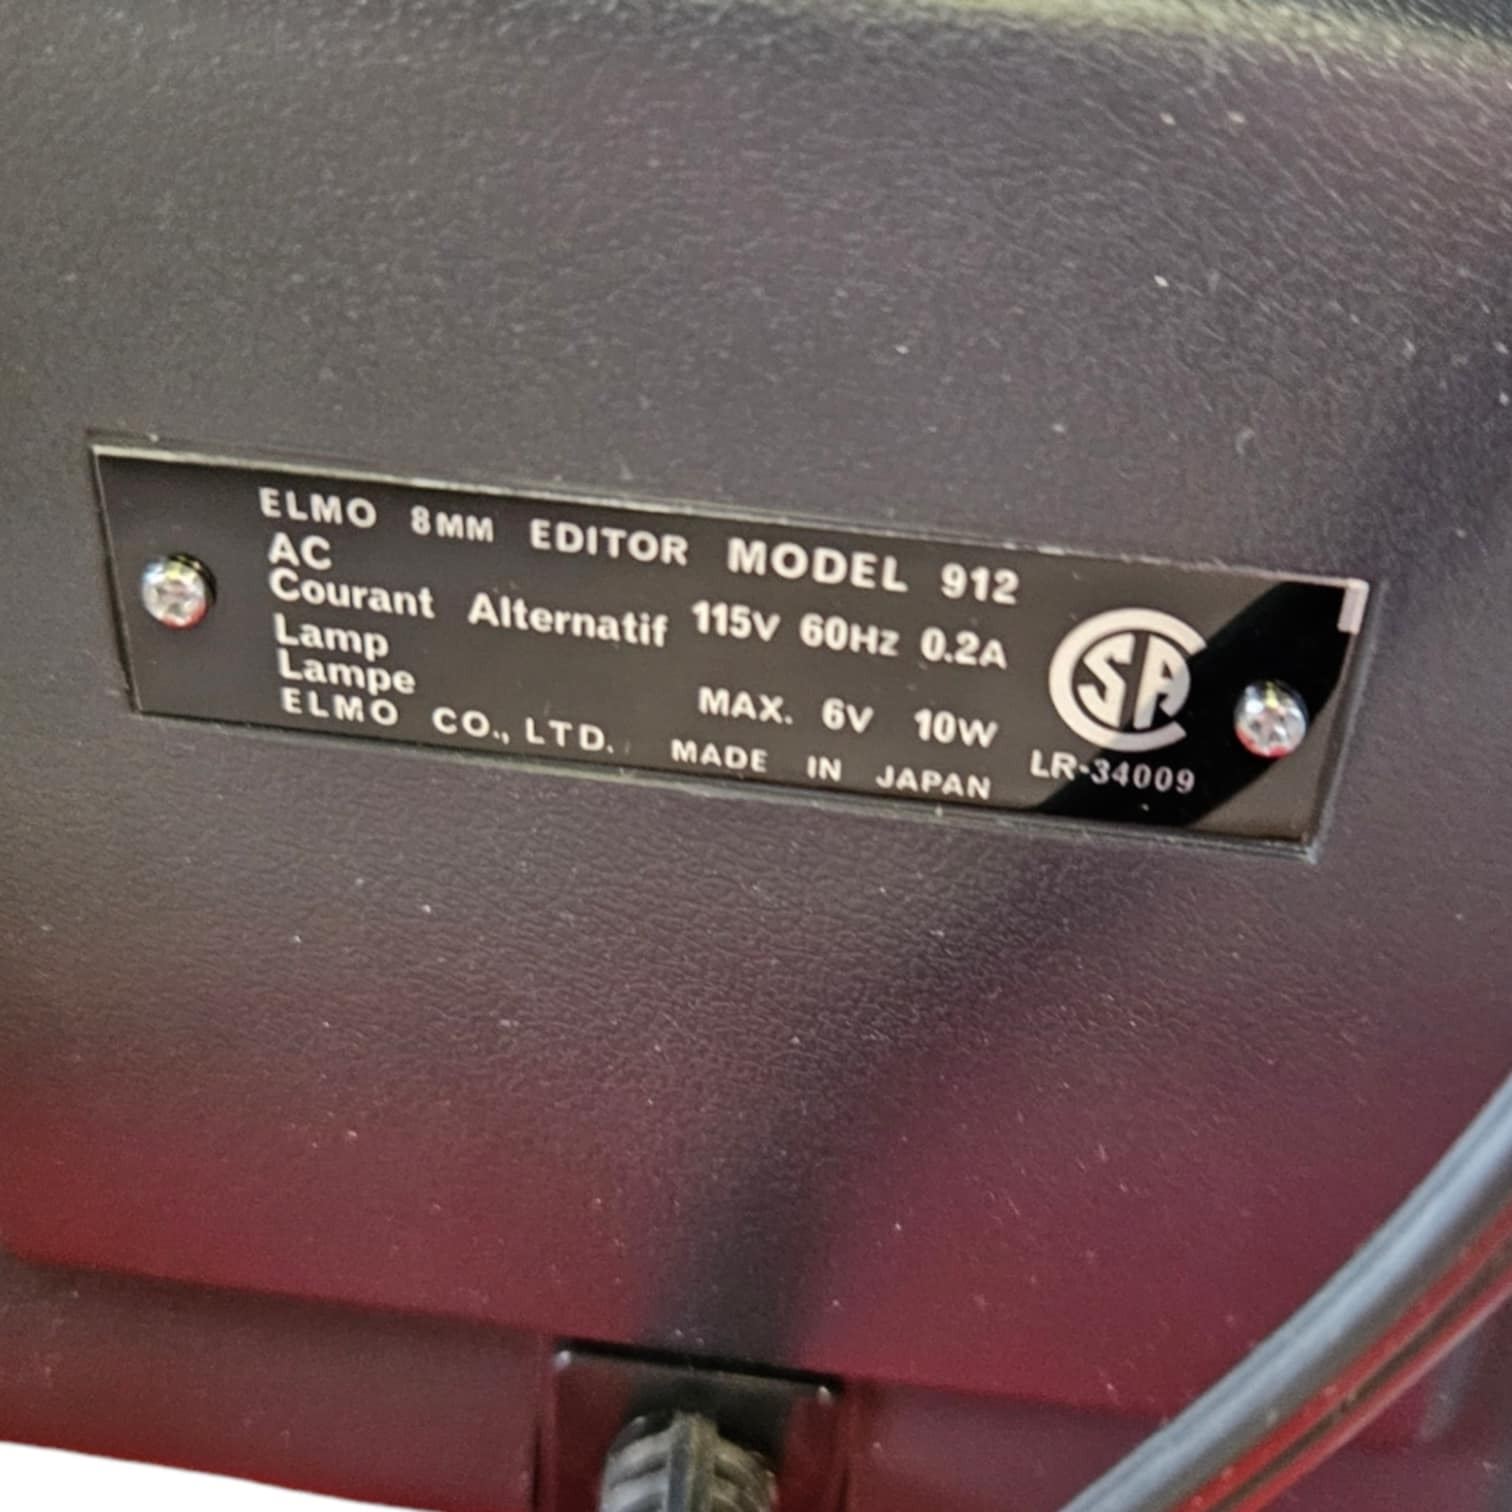 ELMO 8MM EDITOR MODEL 912
AC
Courant Alternatif 115V 60Hz 0.2A
Lamp
Lampe MAX. 6V 10W
ELMO CO., LTD. MADE IN JAPAN
SA
LR-34009